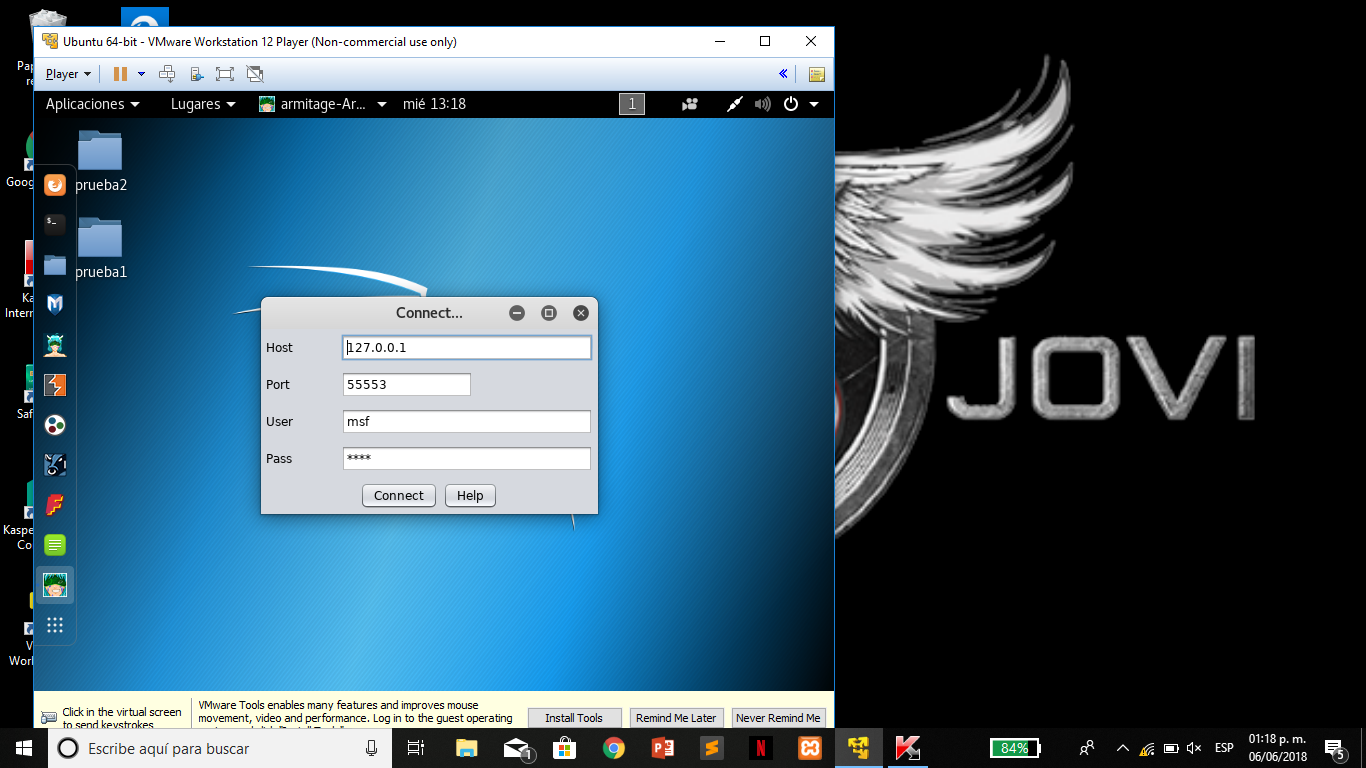 Ubuntu 64-bit - VMware Workstation 12 Player (Non-commercial use only)
Player
Aplicaciones
Lugares
armitage-Ar...
mié 13:18
1
prueba2
prueba1
Connect...
Host
127.0.0.1
Port
55553
User
msf
Pass
****
Connect
Help
Click in the virtual screen
to send keystrokes
VMware Tools enables many features and improves mouse
movement, video and performance. Log in to the guest operating
Install Tools
Remind Me Later
Never Remind Me
JOVI
Pap
re
Goog
Ka
Intern
Saf
Kaspe
Co
V
Worl
Escribe aquí para buscar
1
84%
ESP
01:18 p. m.
06/06/2018
5